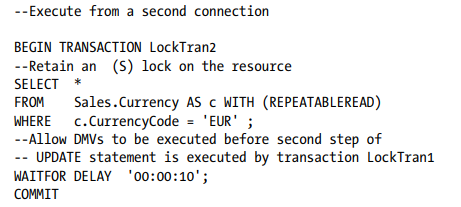 --Execute from a second connection
BEGIN TRANSACTION LockTran2
--Retain an  (S) lock on the resource
SELECT  *
FROM    Sales.Currency AS c WITH (REPEATABLEREAD)
WHERE   c.CurrencyCode = 'EUR' ;
--Allow DMVs to be executed before second step of
-- UPDATE statement is executed by transaction LockTran1
WAITFOR DELAY  '00:00:10';
COMMIT